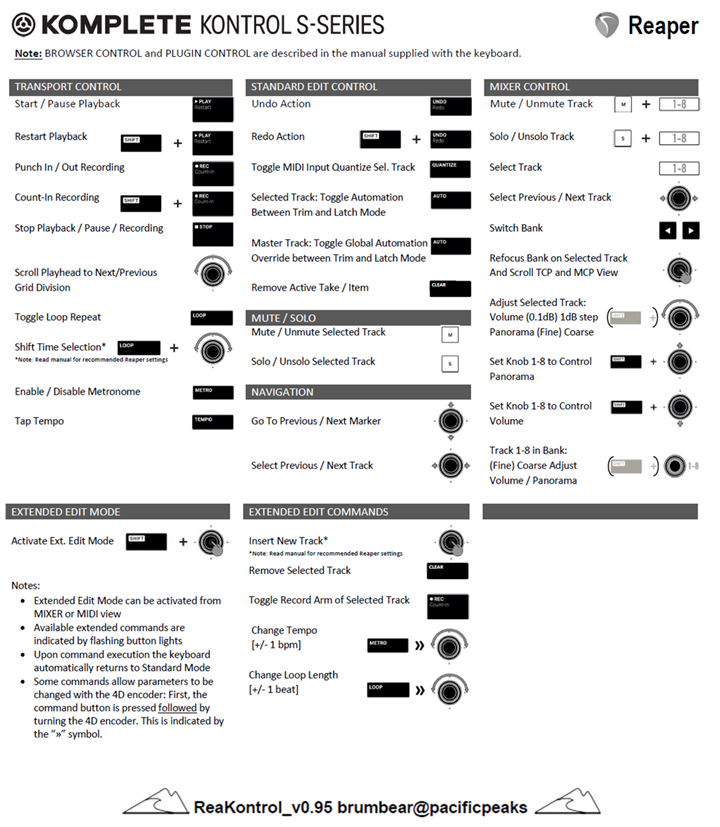 KOMPLETE KONTROL S-SERIES
Reaper
Note: BROWSER CONTROL and PLUGIN CONTROL are described in the manual supplied with the keyboard.
TRANSPORT CONTROL
Start / Pause Playback
▶ PLAY
Restart
Restart Playback
SHIFT
+
▶ PLAY
Restart
Punch In / Out Recording
● REC
Count-In
Count-In Recording
SHIFT
+
● REC
Count-In
Stop Playback / Pause / Recording
■ STOP
Scroll Playhead to Next/Previous
Grid Division
Toggle Loop Repeat
LOOP
Shift Time Selection*
LOOP
+
*Note: Read manual for recommended Reaper settings
Enable / Disable Metronome
METRO
Tap Tempo
TEMPO
STANDARD EDIT CONTROL
Undo Action
UNDO
Redo
Redo Action
SHIFT
+
UNDO
Redo
Toggle MIDI Input Quantize Sel. Track
QUANTIZE
Selected Track: Toggle Automation
Between Trim and Latch Mode
AUTO
Master Track: Toggle Global Automation
Override between Trim and Latch Mode
AUTO
Remove Active Take / Item
CLEAR
MUTE / SOLO
Mute / Unmute Selected Track
M
Solo / Unsolo Selected Track
S
NAVIGATION
Go To Previous / Next Marker
Select Previous / Next Track
MIXER CONTROL
Mute / Unmute Track
M
+
1-8
Solo / Unsolo Track
S
+
1-8
Select Track
1-8
Select Previous / Next Track
Switch Bank
Refocus Bank on Selected Track
And Scroll TCP and MCP View
Adjust Selected Track:
Volume (0.1dB) 1dB step
Panorama (Fine) Coarse
(SHIFT +)
Set Knob 1-8 to Control
Panorama
SHIFT
+
Set Knob 1-8 to Control
Volume
SHIFT
+
Track 1-8 in Bank:
(Fine) Coarse Adjust
Volume / Panorama
(SHIFT +) 1-8
EXTENDED EDIT MODE
Activate Ext. Edit Mode
SHIFT
+
Notes:
• Extended Edit Mode can be activated from
MIXER or MIDI view
• Available extended commands are
indicated by flashing button lights
• Upon command execution the keyboard
automatically returns to Standard Mode
• Some commands allow parameters to be
changed with the 4D encoder: First, the
command button is pressed followed by
turning the 4D encoder. This is indicated by
the “»” symbol.
EXTENDED EDIT COMMANDS
Insert New Track*
*Note: Read manual for recommended Reaper settings
Remove Selected Track
CLEAR
Toggle Record Arm of Selected Track
● REC
Count-In
Change Tempo
[+/- 1 bpm]
METRO
»
Change Loop Length
[+/- 1 beat]
LOOP
»
ReaKontrol_v0.95 brumbear@pacificpeaks